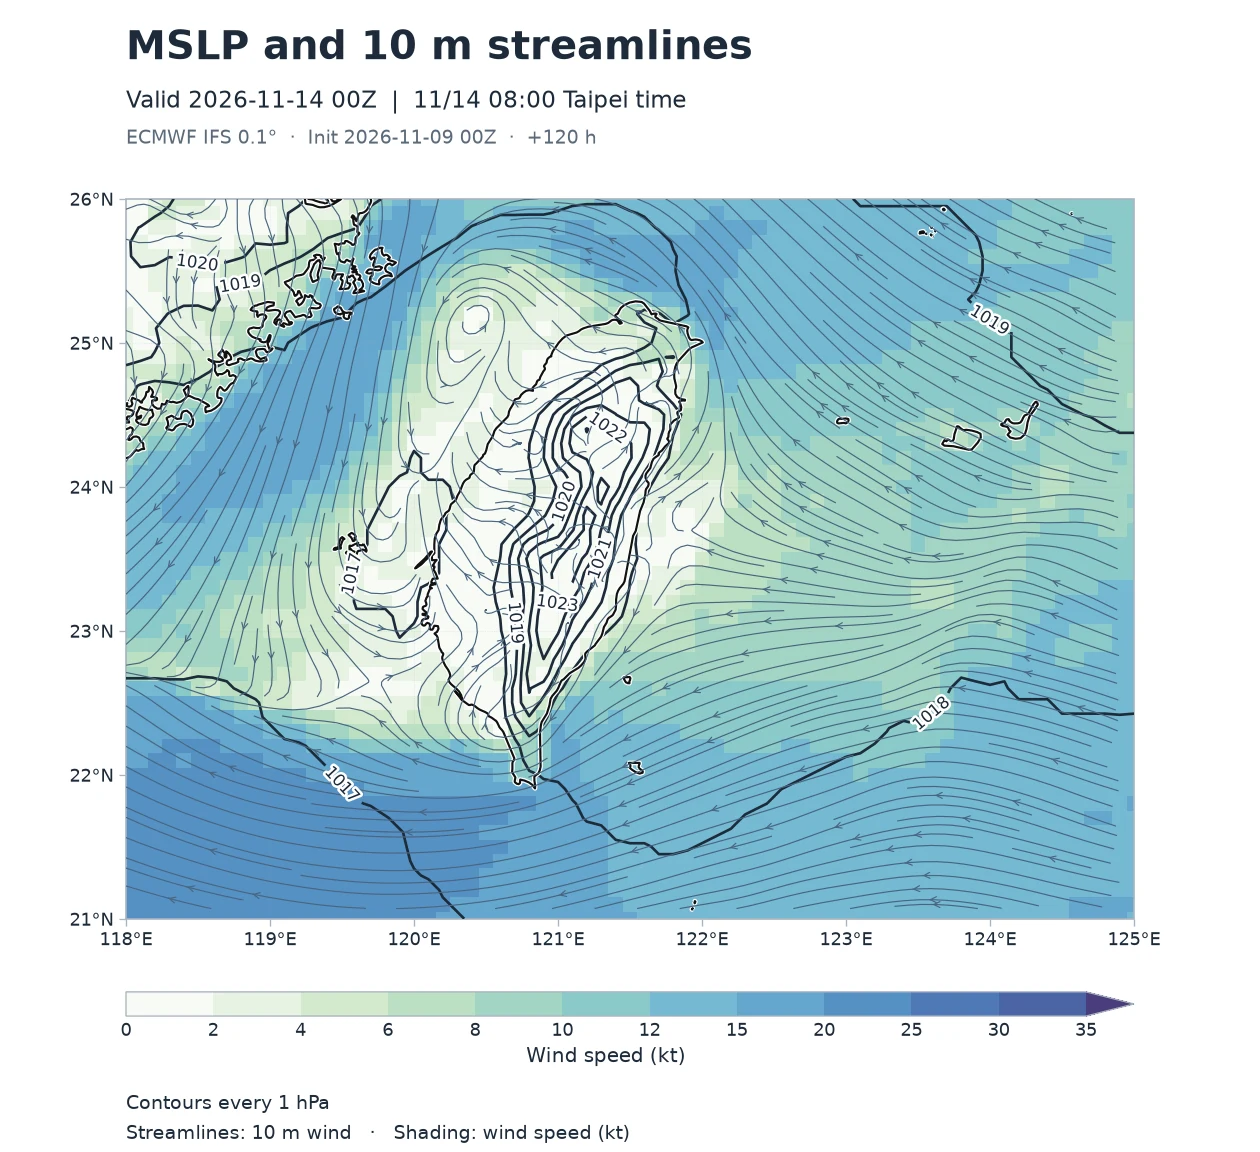 MSLP and 10 m streamlines
Valid 2026-11-14 00Z | 11/14 08:00 Taipei time
ECMWF IFS 0.1° · Init 2026-11-09 00Z · +120 h
26°N
25°N
24°N
23°N
22°N
21°N
1020
1019
1019
1022
1020
1021
1017
1023
1019
1018
1017
118°E 119°E 120°E 121°E 122°E 123°E 124°E 125°E
0 2 4 6 8 10 12 15 20 25 30 35
Wind speed (kt)
Contours every 1 hPa
Streamlines: 10 m wind · Shading: wind speed (kt)